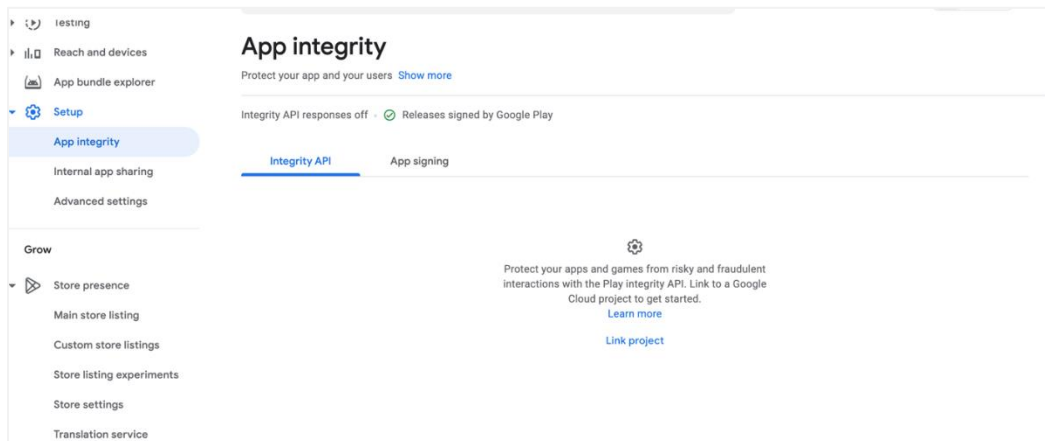 Testing
Reach and devices
App bundle explorer
Setup
App integrity
Internal app sharing
Advanced settings
Grow
Store presence
Main store listing
Custom store listings
Store listing experiments
Store settings
Translation service
App integrity
Protect your app and your users Show more
Integrity API responses off · Releases signed by Google Play
Integrity API App signing
Protect your apps and games from risky and fraudulent
interactions with the Play integrity API. Link to a Google
Cloud project to get started.
Learn more
Link project